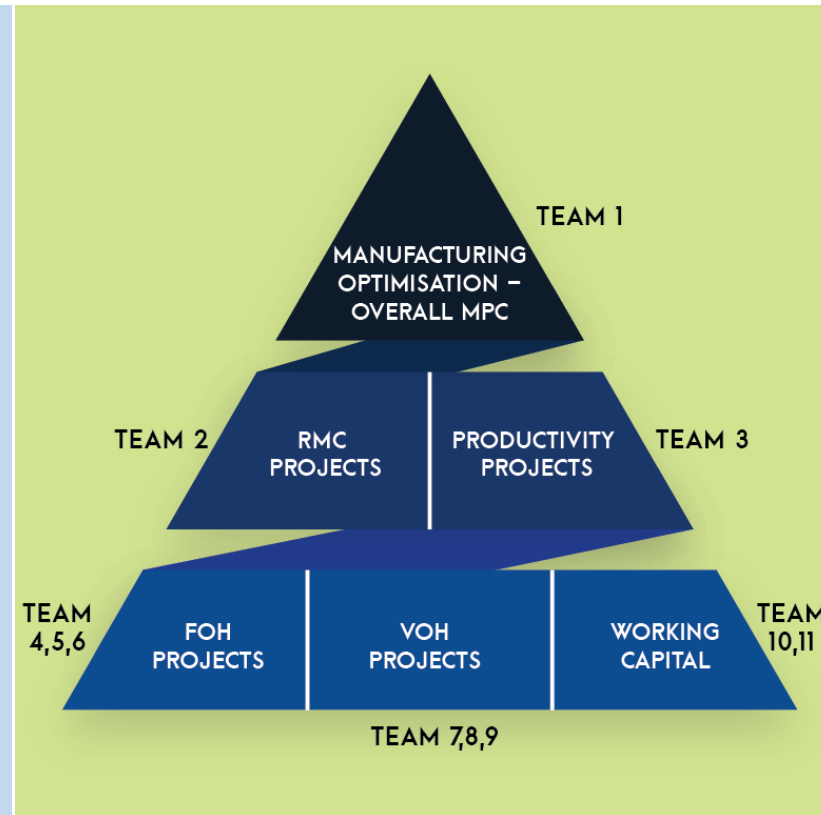 TEAM 1
MANUFACTURING
OPTIMISATION –
OVERALL MPC
TEAM 2
RMC
PROJECTS
PRODUCTIVITY
PROJECTS
TEAM 3
TEAM
4,5,6
FOH
PROJECTS
VOH
PROJECTS
WORKING
CAPITAL
TEAM
10,11
TEAM 7,8,9